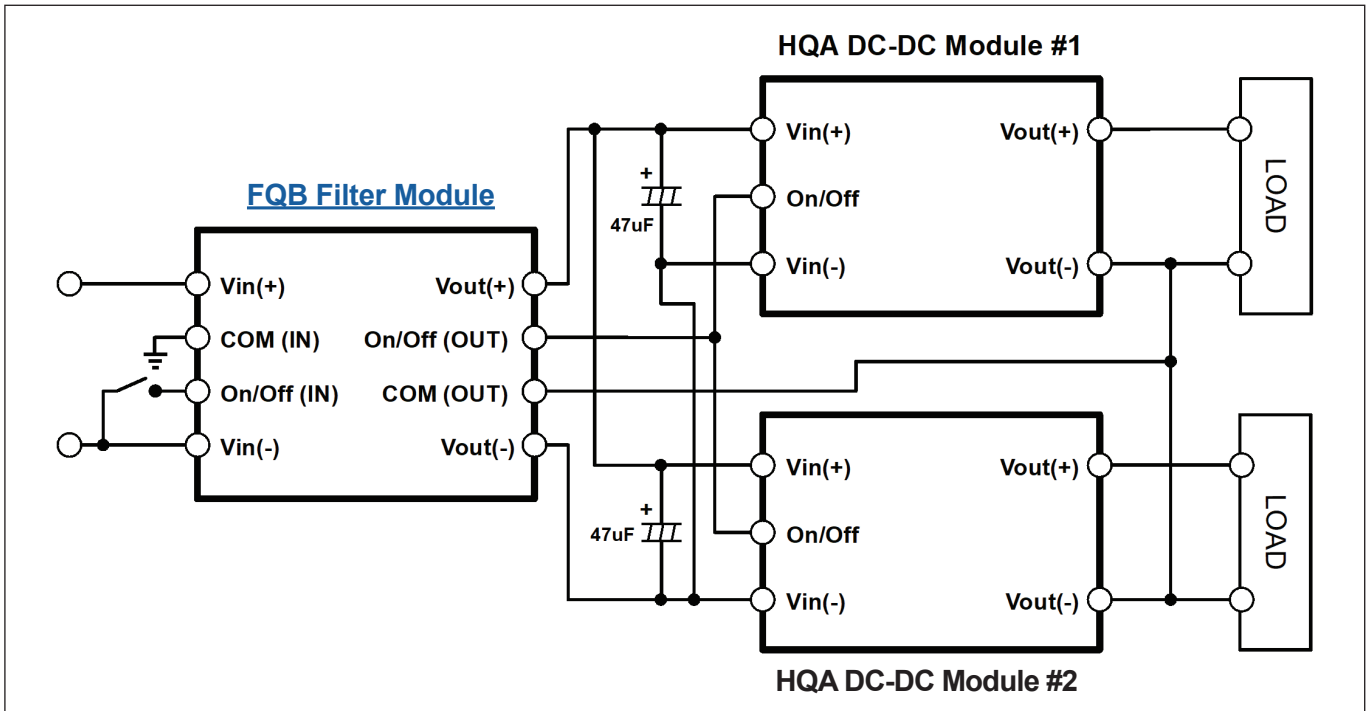 HQA DC-DC Module #1
Vin(+)
Vout(+)
On/Off
Vin(-)
Vout(-)
+
47uF
LOAD
FQB Filter Module
Vin(+)
Vout(+)
COM (IN)
On/Off (OUT)
On/Off (IN)
COM (OUT)
Vin(-)
Vout(-)
Vin(+)
Vout(+)
On/Off
Vin(-)
Vout(-)
+
47uF
LOAD
HQA DC-DC Module #2